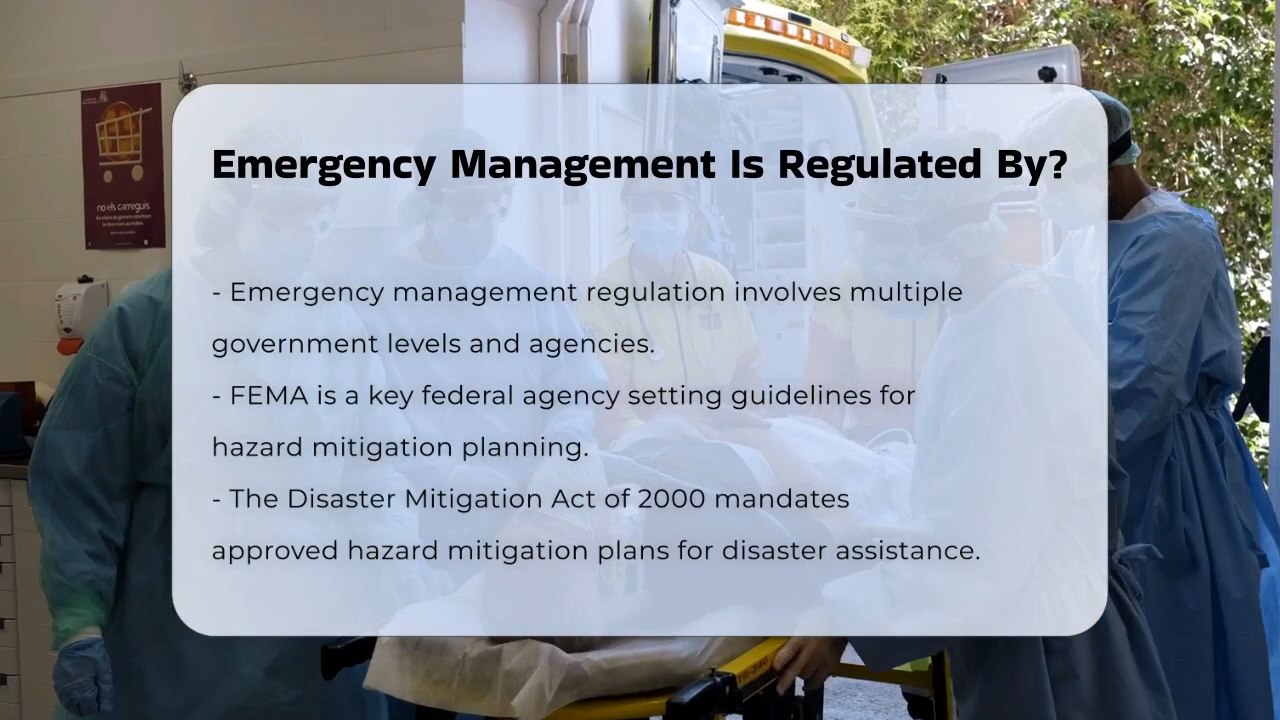 Emergency Management Is Regulated By?
- Emergency management regulation involves multiple
government levels and agencies.
- FEMA is a key federal agency setting guidelines for
hazard mitigation planning.
- The Disaster Mitigation Act of 2000 mandates
approved hazard mitigation plans for disaster assistance.
no els carreguis